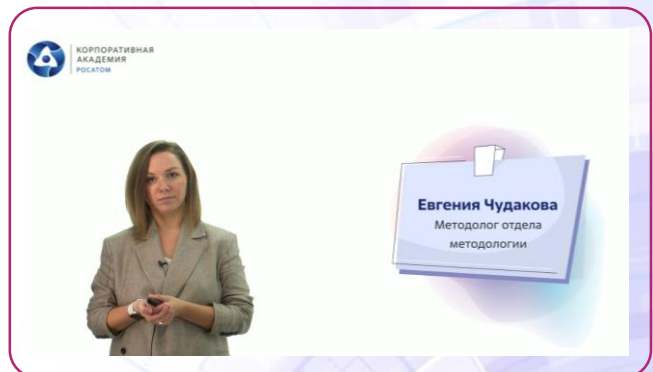 КОРПОРАТИВНАЯ
АКАДЕМИЯ
РОСАТОМ
Евгения Чудакова
Методолог отдела
методологии